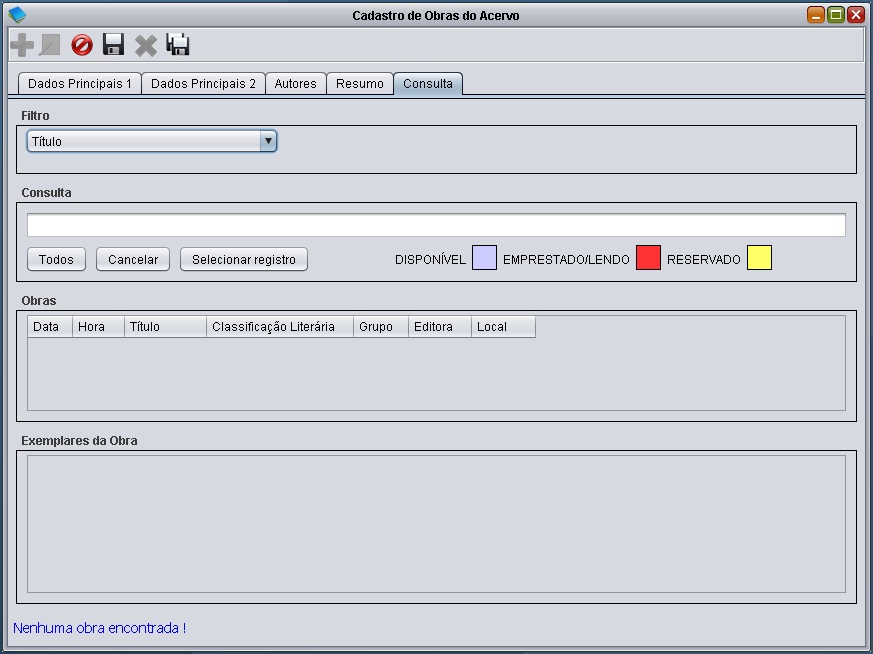 Cadastro de Obras do Acervo
Dados Principais 1 Dados Principais 2 Autores Resumo Consulta
Filtro
Título
Consulta
Todos Cancelar Selecionar registro DISPONÍVEL EMPRESTADO/LENDO RESERVADO
Obras
Data Hora Título Classificação Literária Grupo Editora Local
Exemplares da Obra
Nenhuma obra encontrada !